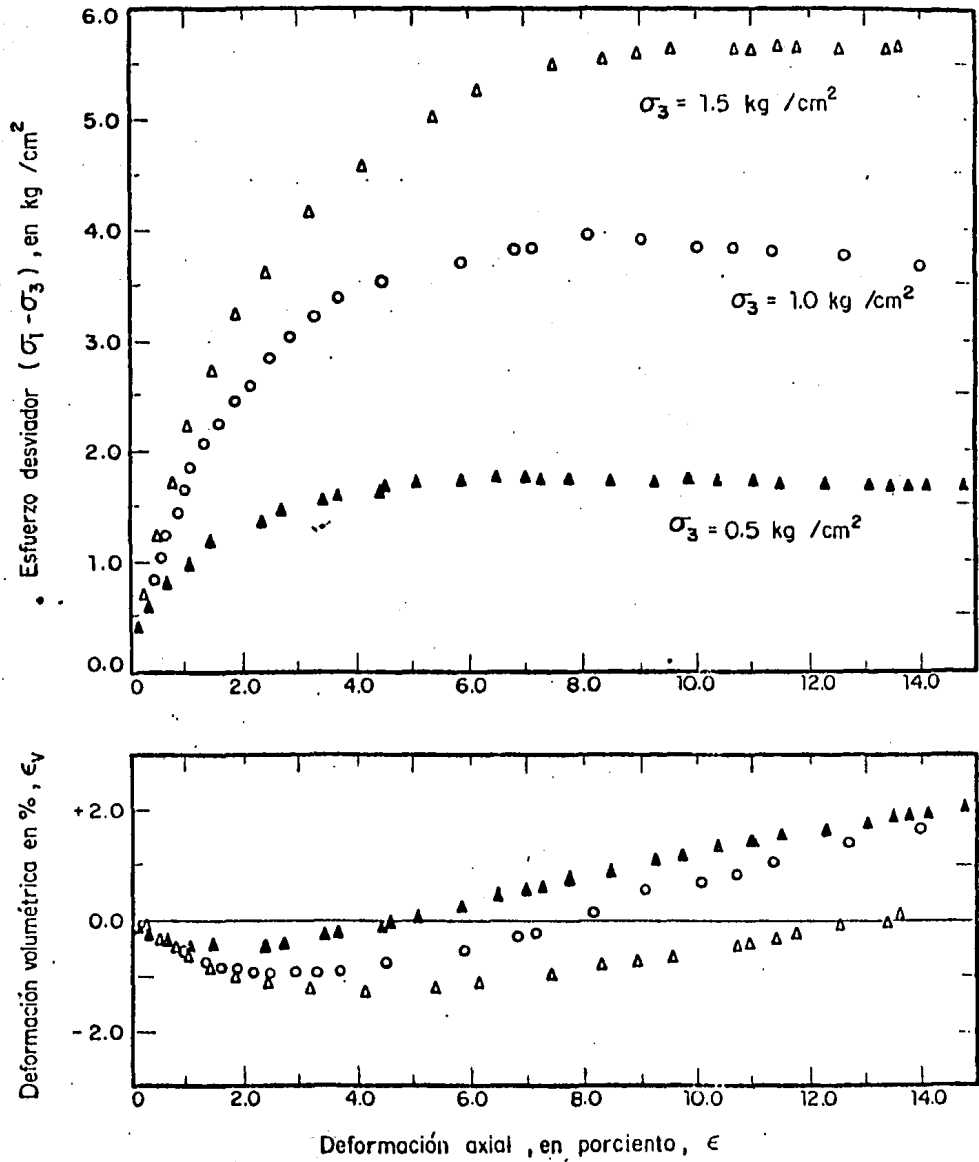 Esfuerzo desviador (σ₁-σ₃), en kg/cm²
6.0
5.0
4.0
3.0
2.0
1.0
0.0
σ₃ = 1.5 kg/cm²
σ₃ = 1.0 kg/cm²
σ₃ = 0.5 kg/cm²
0 2.0 4.0 6.0 8.0 10.0 12.0 14.0
Deformación volumétrica en %, ϵᵥ
+2.0
0.0
-2.0
0 2.0 4.0 6.0 8.0 10.0 12.0 14.0
Deformación axial, en porciento, ϵ